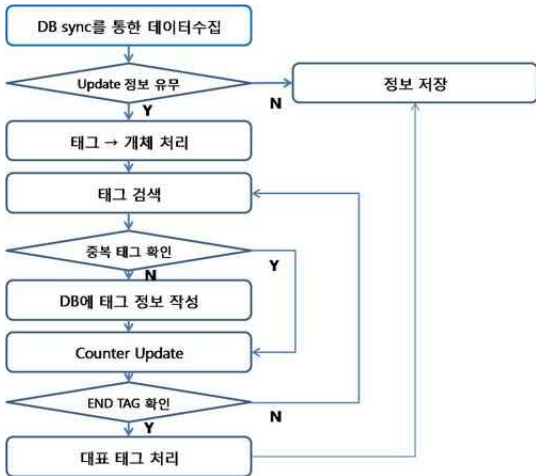 DB sync를 통한 데이터수집
Update 정보 유무
정보 저장
N
Y
태그 → 개체 처리
태그 검색
중복 태그 확인
Y
N
DB에 태그 정보 작성
Counter Update
END TAG 확인
N
Y
대표 태그 처리